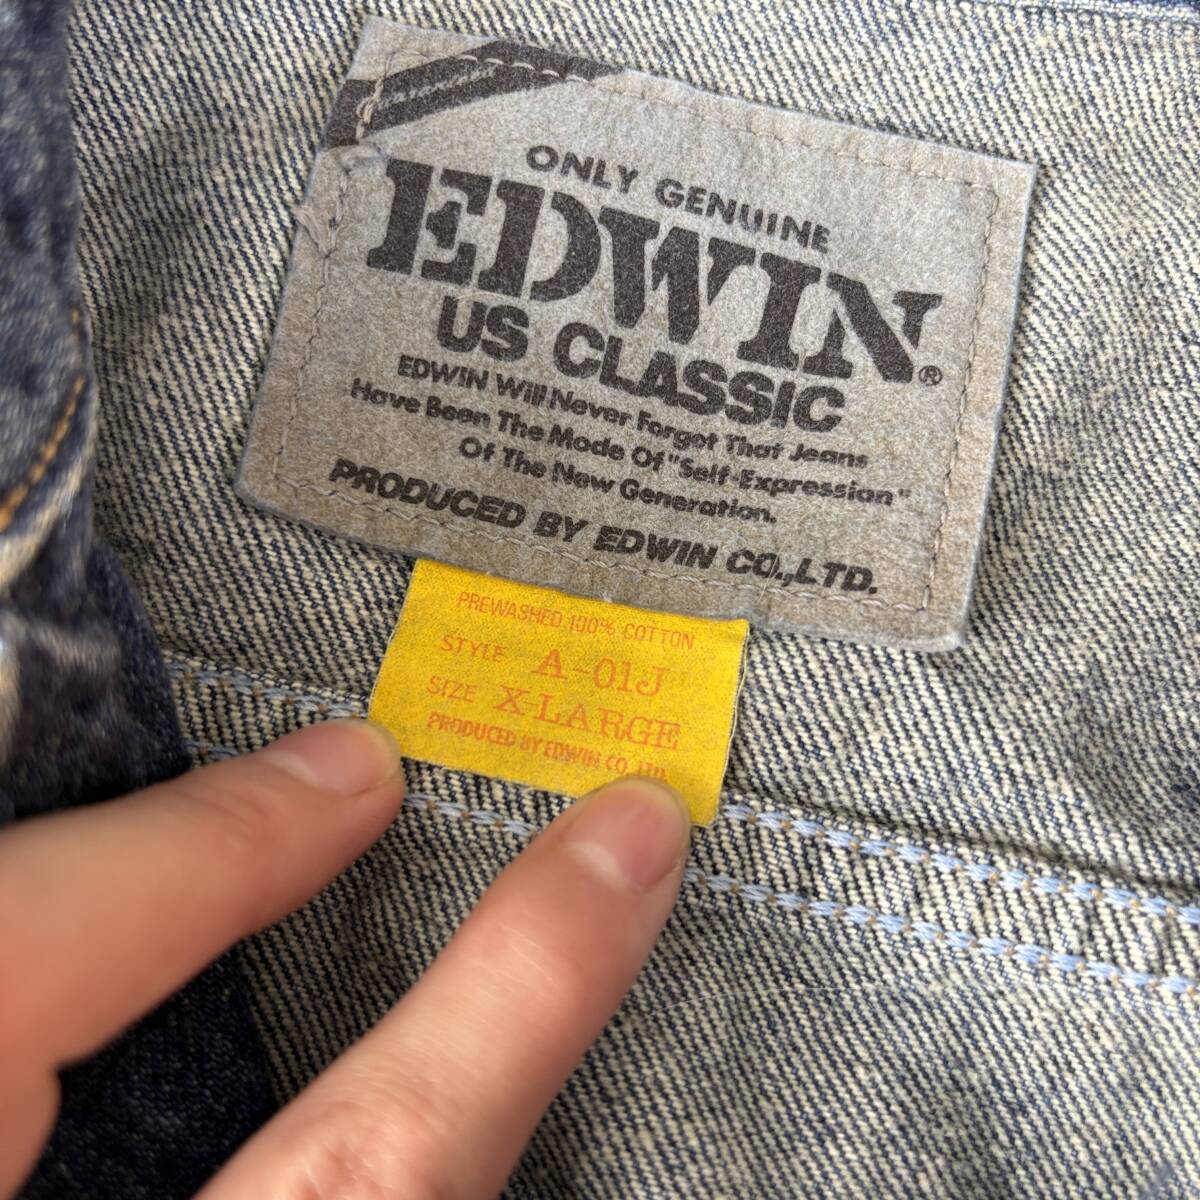 ONLY GENUINE
EDWIN®
US CLASSIC
EDWIN Will Never Forget That Jeans
Have Been The Mode Of "Self-Expression"
Of The New Generation.
PRODUCED BY EDWIN CO.,LTD.
PREWASHED 100% COTTON
STYLE A-01J
SIZE X-LARGE
PRODUCED BY EDWIN CO. LTD.